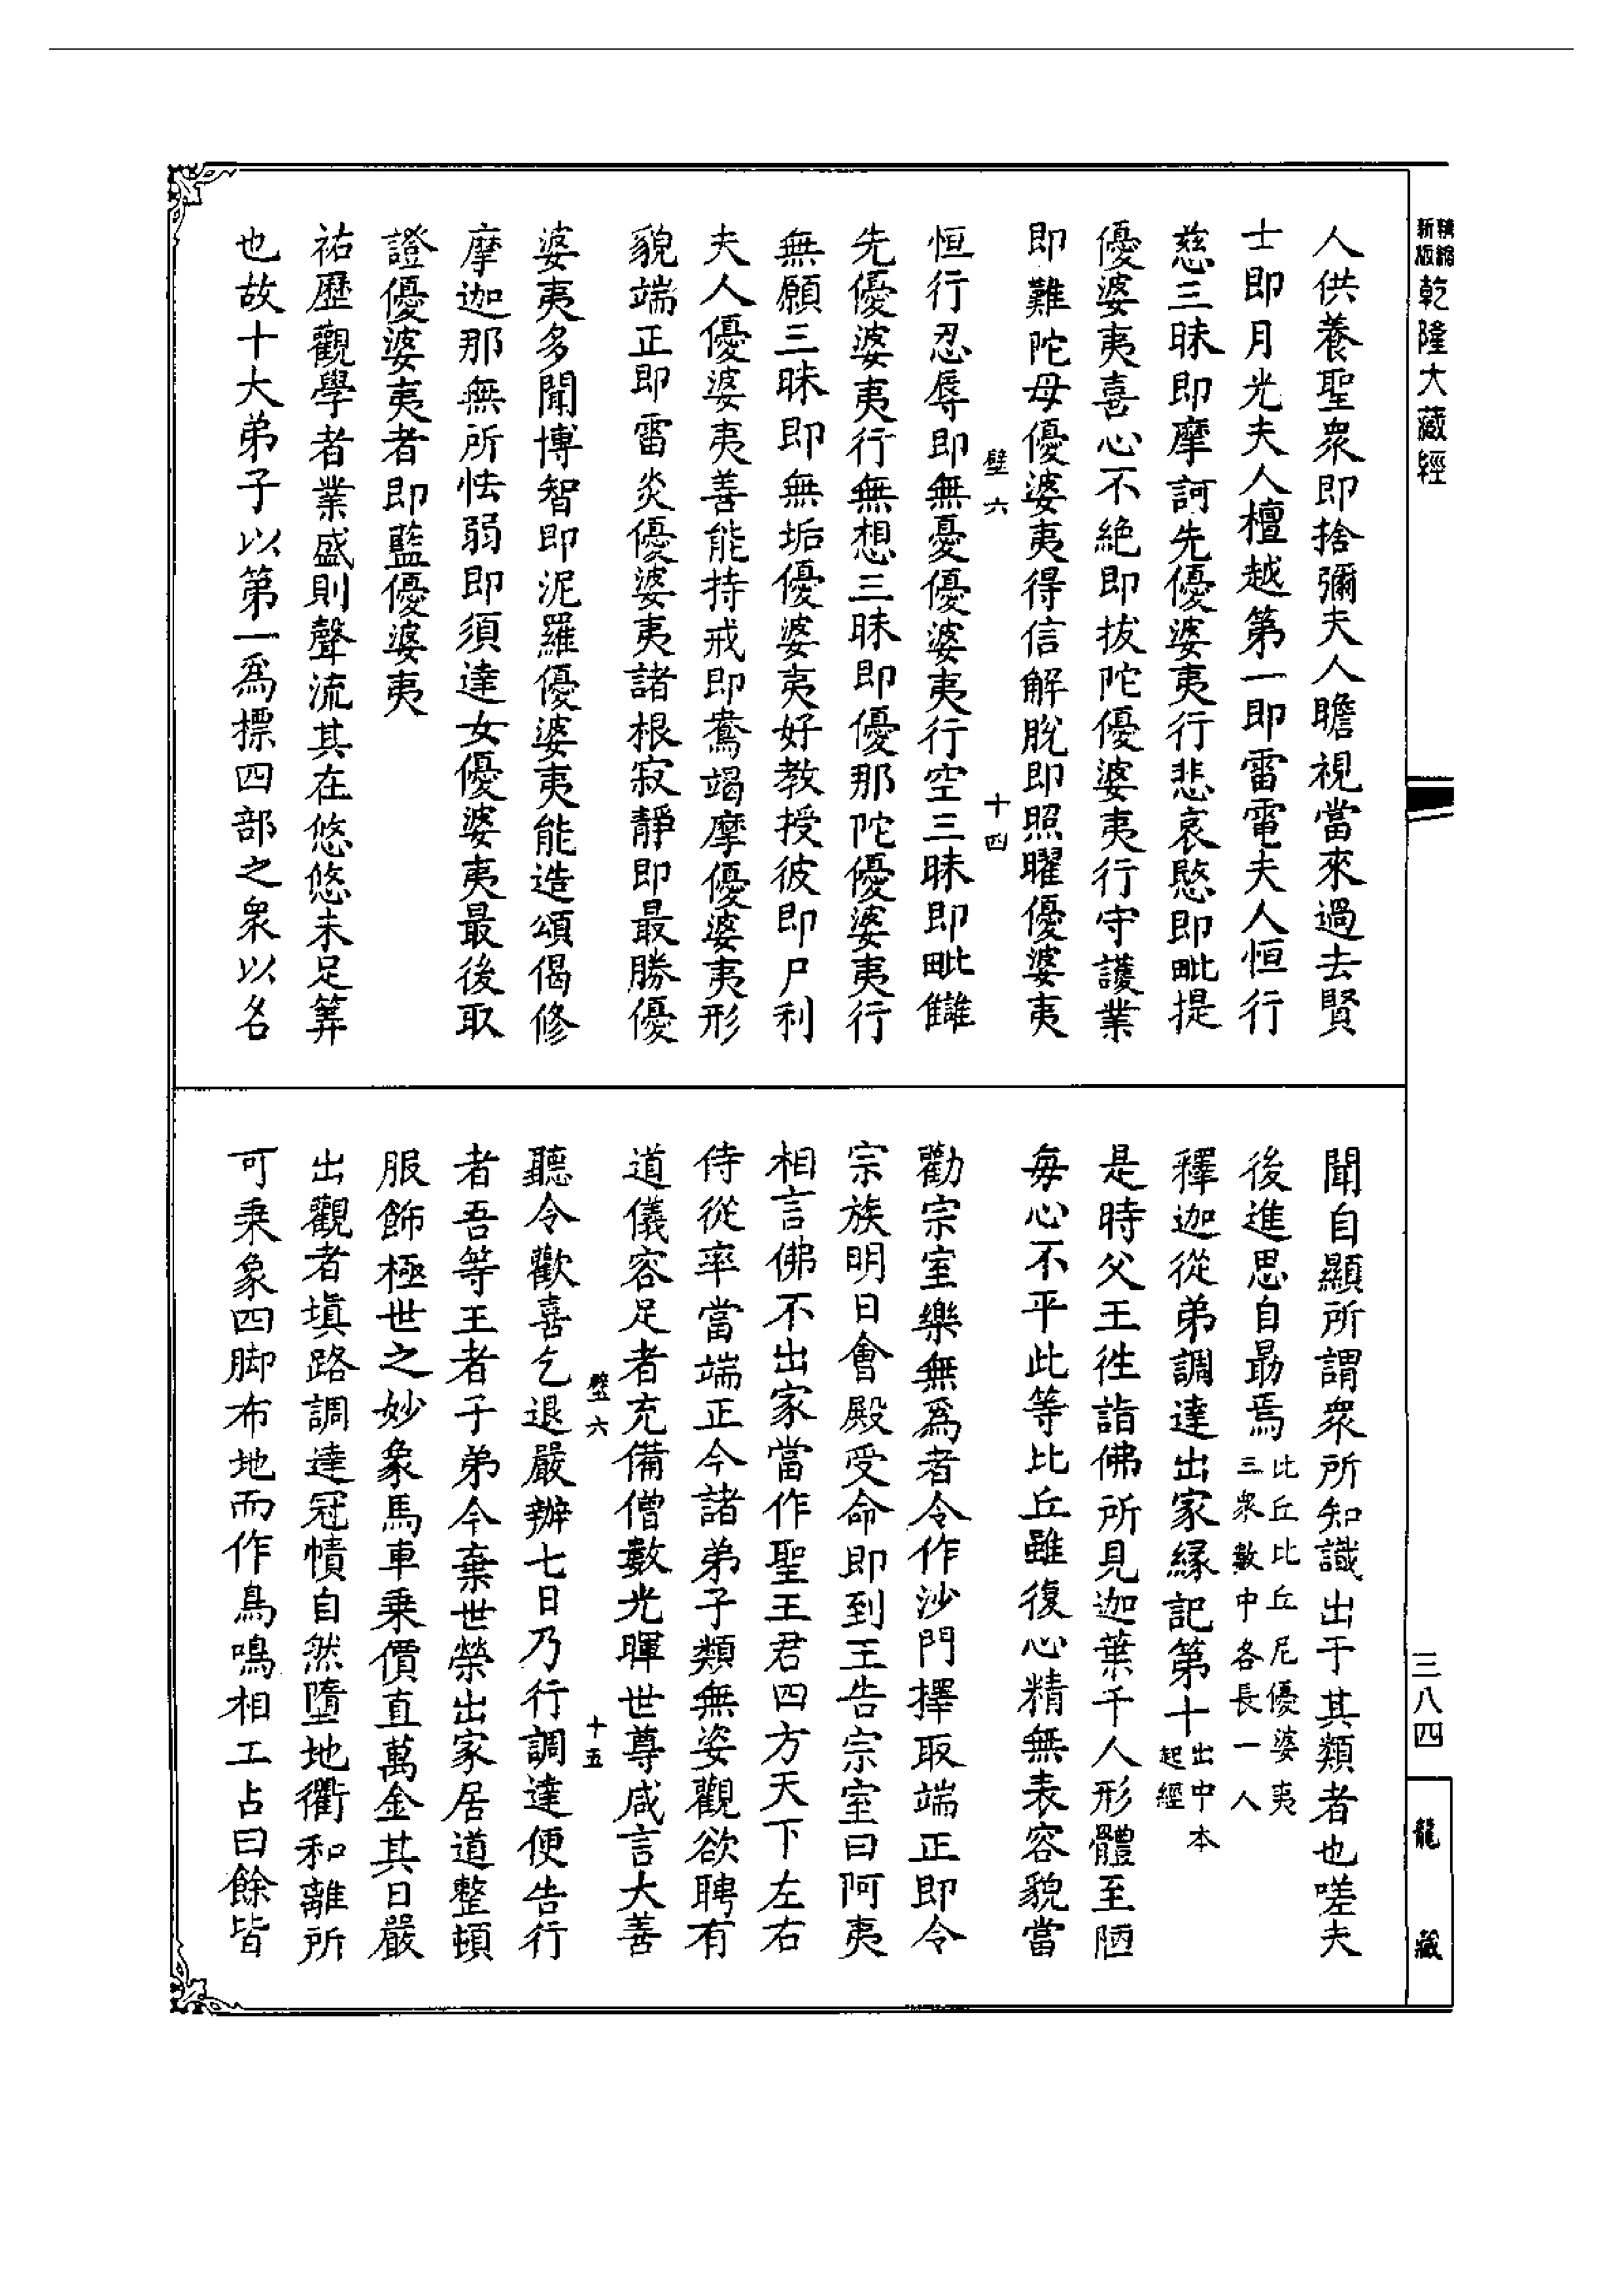 精縮新版乾隆大藏經
人供養聖衆即捨彌夫人瞻視當來過去賢
士即月光夫人檀越第一即雷電夫人恒行
慈三昧即摩訶先優婆夷行悲哀愍即毗提
優婆夷喜心不絶即拔陀優婆夷行守護業
即難陀母優婆夷得信解脫即照曜優婆夷
璧六 十四
恒行忍辱即無憂優婆夷行空三昧即毗讎
先優婆夷行無想三昧即優那陀優婆夷行
無願三昧即無垢優婆夷好教授彼即尸利
夫人優婆夷善能持戒即鴦竭摩優婆夷形
貌端正即雷炎優婆夷諸根寂靜即最勝優
婆夷多聞博智即泥羅優婆夷能造頌偈修
摩迦那無所怯弱即須達女優婆夷最後取
證優婆夷者即藍優婆夷
祐歷觀學者業盛則聲流其在悠悠未足筭
也故十大弟子以第一爲標四部之衆以名
聞自顯所謂衆所知識出于其類者也嗟夫
後進思自勗焉比丘比丘尼優婆夷三衆數中各長一人
釋迦從弟調達出家緣記第十出中本起經
是時父王徃詣佛所見迦葉千人形體至陋
每心不平此等比丘雖復心精無表容貌當
勸宗室樂無爲者令作沙門擇取端正即令
宗族明日會殿受命即到王告宗室曰阿夷
相言佛不出家當作聖王君四方天下左右
侍從率當端正今諸弟子類無姿觀欲聘有
道儀容足者充備僧數光暉世尊咸言大善
璧六 十五
聽令歡喜乞退嚴辦七日乃行調達便告行
者吾等王者子弟今棄世榮出家居道整頓
服飾極世之妙象馬車乘價直萬金其日嚴
出觀者填路調達冠幘自然墮地衢和離所
可乘象四脚布地而作鳥鳴相工占曰餘皆
三八四
龍藏